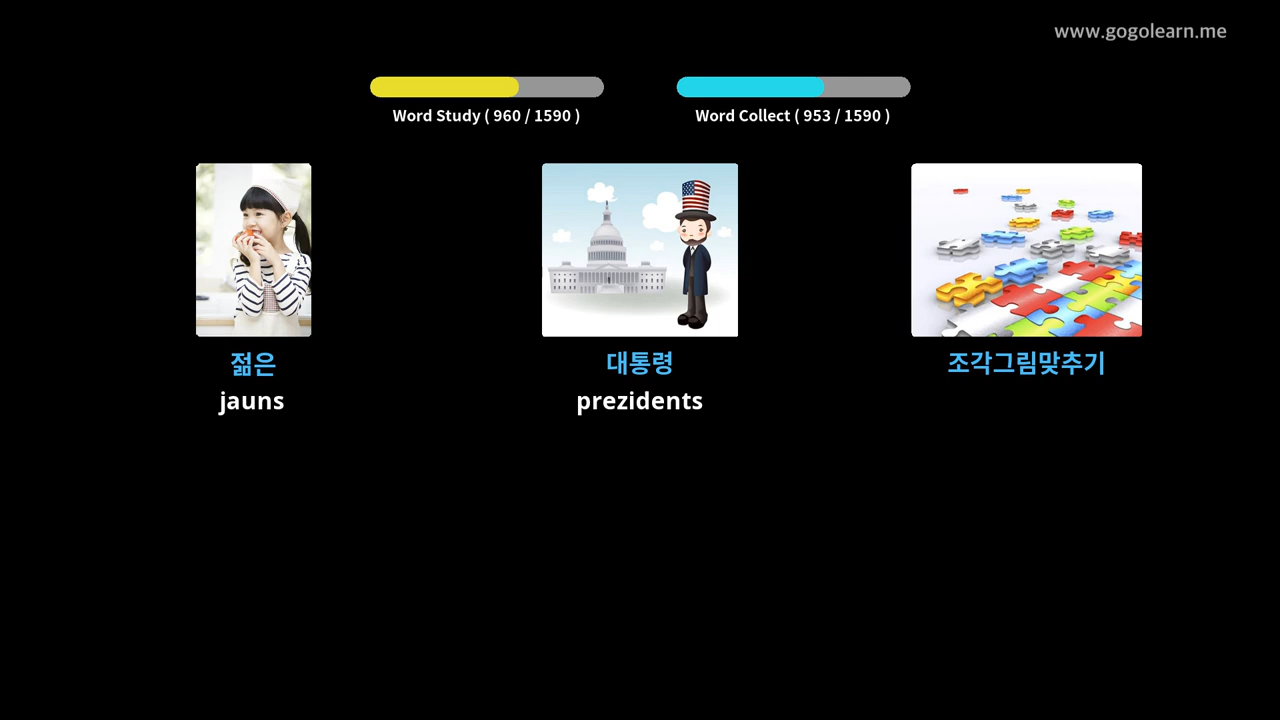 www.gogolearn.me
Word Study ( 960 / 1590 )
Word Collect ( 953 / 1590 )
젊은
jauns
대통령
prezidents
조각그림맞추기